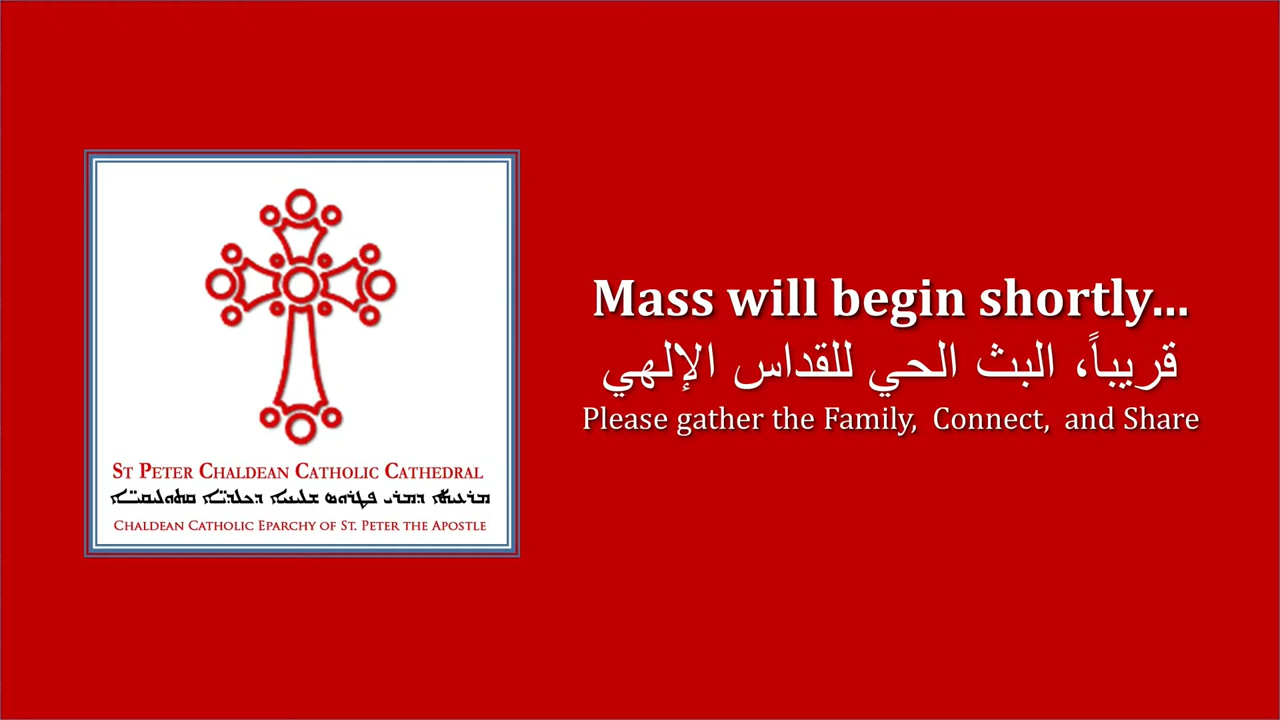 St Peter Chaldean Catholic Cathedral
Chaldean Catholic Eparchy of St. Peter the Apostle
Mass will begin shortly...
قريباً، البث الحي للقداس الإلهي
Please gather the Family, Connect, and Share